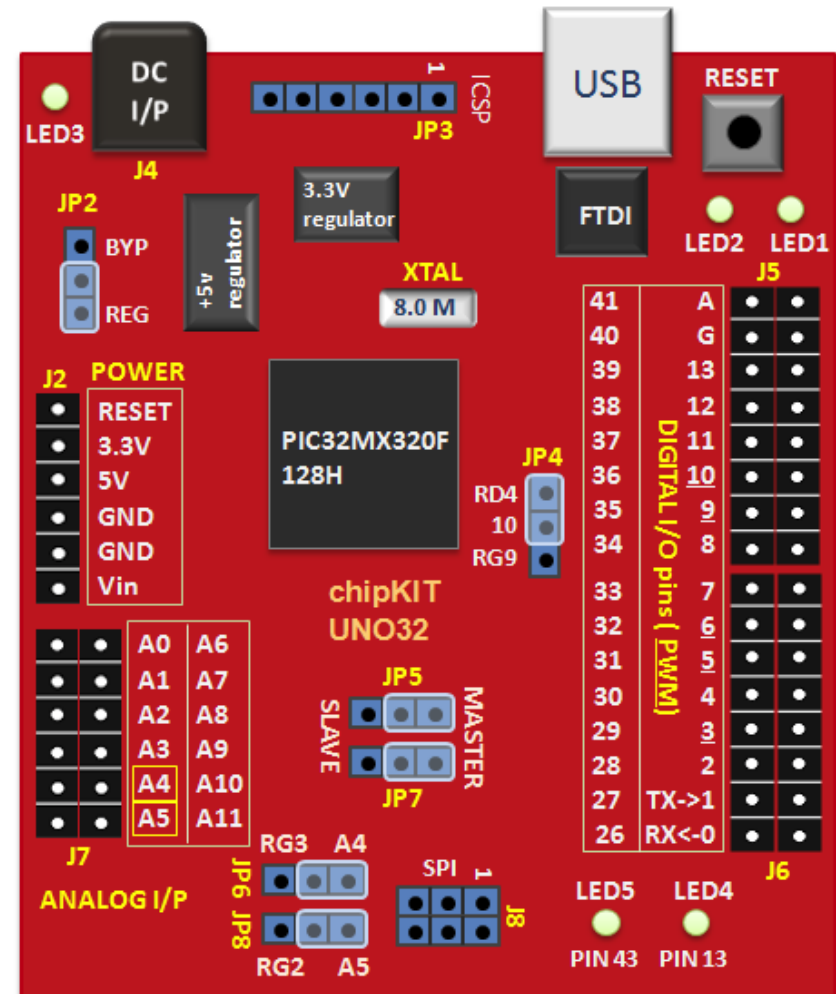 DC
I/P
LED3
J4
1
ICSP
JP3
USB
RESET
JP2
BYP
REG
+5v
regulator
3.3V
regulator
FTDI
LED2 LED1
XTAL
8.0 M
J5
J2 POWER
RESET
3.3V
5V
GND
GND
Vin
PIC32MX320F
128H
JP4
RD4
10
RG9
chipKIT
UNO32
41 A
40 G
39 13
38 12
37 11
36 10
35 9
34 8
33 7
32 6
31 5
30 4
29 3
28 2
27 TX->1
26 RX<-0
DIGITAL I/O pins ( PWM)
J6
A0 A6
A1 A7
A2 A8
A3 A9
A4 A10
A5 A11
J7
ANALOG I/P
JP5
SLAVE
MASTER
JP7
RG3 A4
JP6
JP8
RG2 A5
SPI 1
J8
LED5 LED4
PIN 43 PIN 13